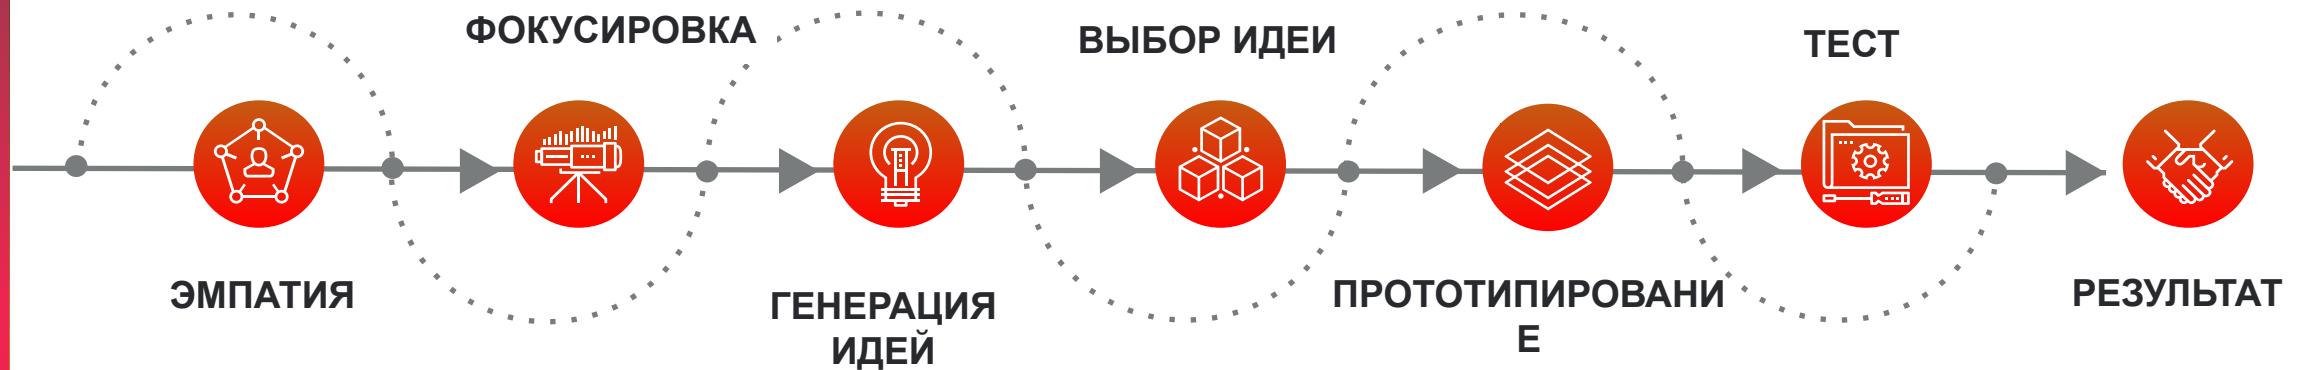 ФОКУСИРОВКА
ВЫБОР ИДЕИ
ТЕСТ
ЭМПАТИЯ
ГЕНЕРАЦИЯ
ИДЕЙ
ПРОТОТИПИРОВАНИ
Е
РЕЗУЛЬТАТ